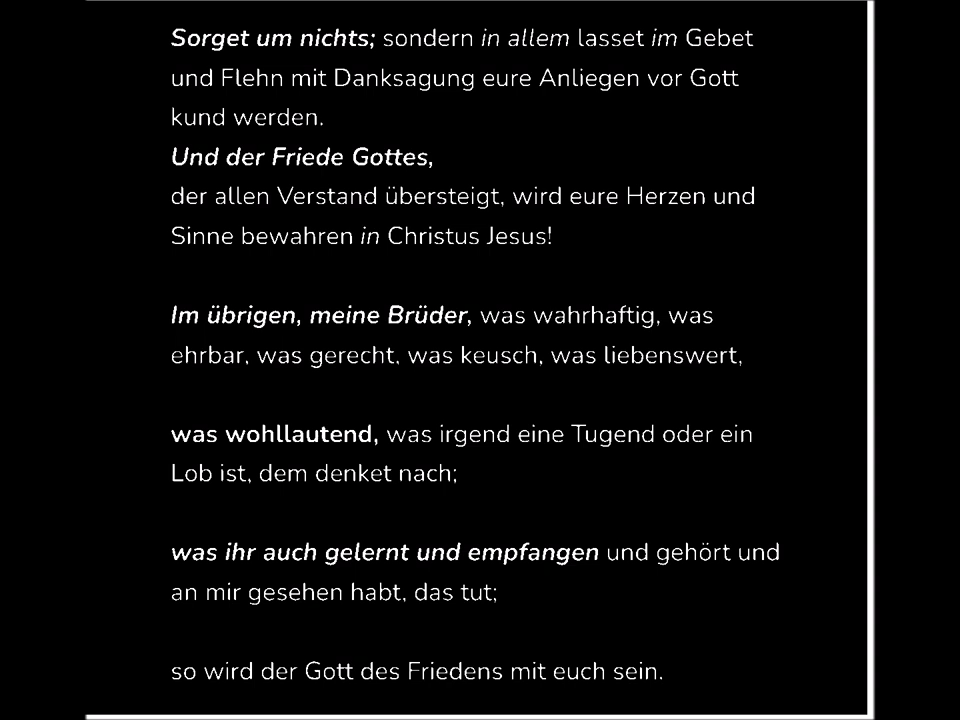 Sorget um nichts; sondern in allem lasset im Gebet
und Flehn mit Danksagung eure Anliegen vor Gott
kund werden.
Und der Friede Gottes,
der allen Verstand übersteigt, wird eure Herzen und
Sinne bewahren in Christus Jesus!
Im übrigen, meine Brüder, was wahrhaftig, was
ehrbar, was gerecht, was keusch, was liebenswert,
was wohllautend, was irgend eine Tugend oder ein
Lob ist, dem denket nach;
was ihr auch gelernt und empfangen und gehört und
an mir gesehen habt, das tut;
so wird der Gott des Friedens mit euch sein.